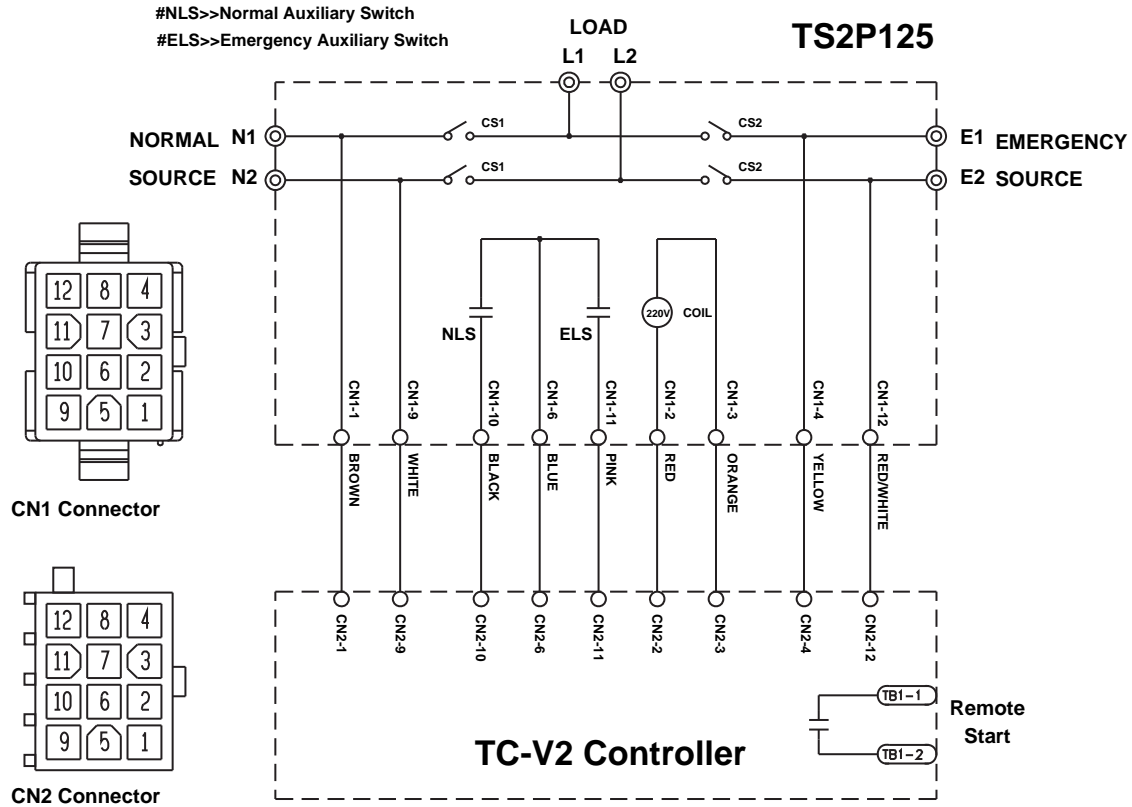 #NLS>>Normal Auxiliary Switch
#ELS>>Emergency Auxiliary Switch
LOAD
L1 L2
TS2P125
NORMAL N1
SOURCE N2
CS1
CS2
CS1
CS2
E1 EMERGENCY
E2 SOURCE
12 8 4
11 7 3
10 6 2
9 5 1
CN1 Connector
NLS
ELS
220V
COIL
CN1-1
CN1-9
CN1-10
CN1-6
CN1-11
CN1-2
CN1-3
CN1-4
CN1-12
BROWN
WHITE
BLACK
BLUE
PINK
RED
ORANGE
YELLOW
RED/WHITE
CN2-1
CN2-9
CN2-10
CN2-6
CN2-11
CN2-2
CN2-3
CN2-4
CN2-12
12 8 4
11 7 3
10 6 2
9 5 1
CN2 Connector
TC-V2 Controller
TB1-1
TB1-2
Remote
Start